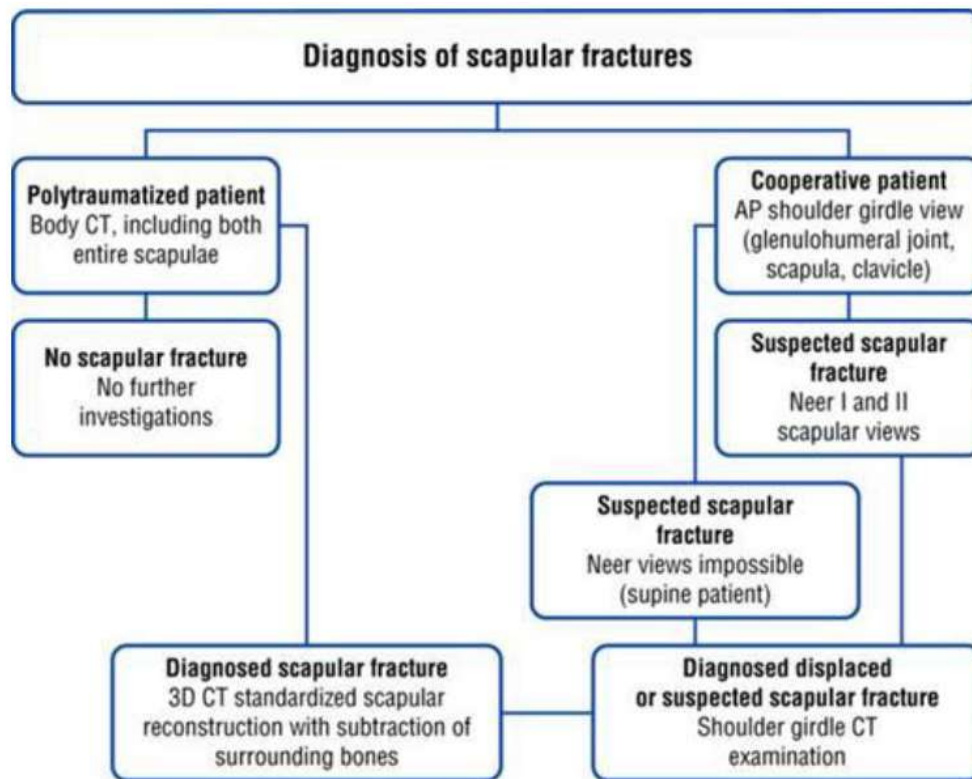 Diagnosis of scapular fractures
Polytraumatized patient
Body CT, including both
entire scapulae
Cooperative patient
AP shoulder girdle view
(glenulohumeral joint,
scapula, clavicle)
No scapular fracture
No further
investigations
Suspected scapular
fracture
Neer I and II
scapular views
Suspected scapular
fracture
Neer views impossible
(supine patient)
Diagnosed scapular fracture
3D CT standardized scapular
reconstruction with subtraction of
surrounding bones
Diagnosed displaced
or suspected scapular fracture
Shoulder girdle CT
examination